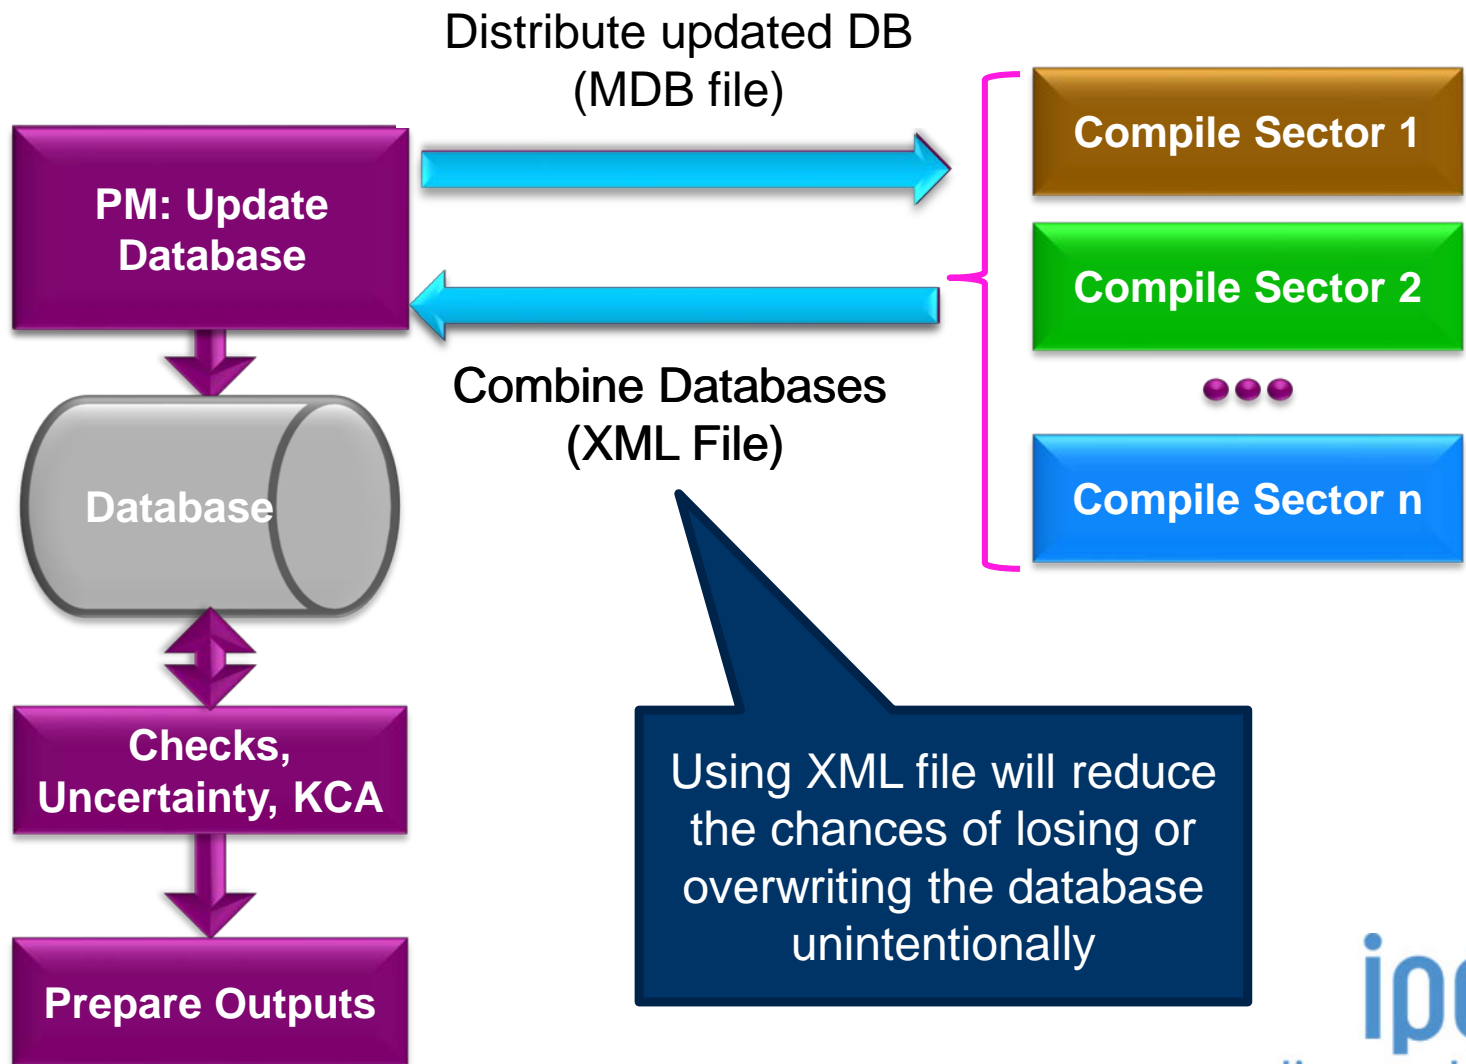 Distribute updated DB
(MDB file)
PM: Update
Database
Compile Sector 1
Compile Sector 2
Combine Databases
(XML File)
Compile Sector n
Database
Checks,
Uncertainty, KCA
Using XML file will reduce
the chances of losing or
overwriting the database
unintentionally
Prepare Outputs